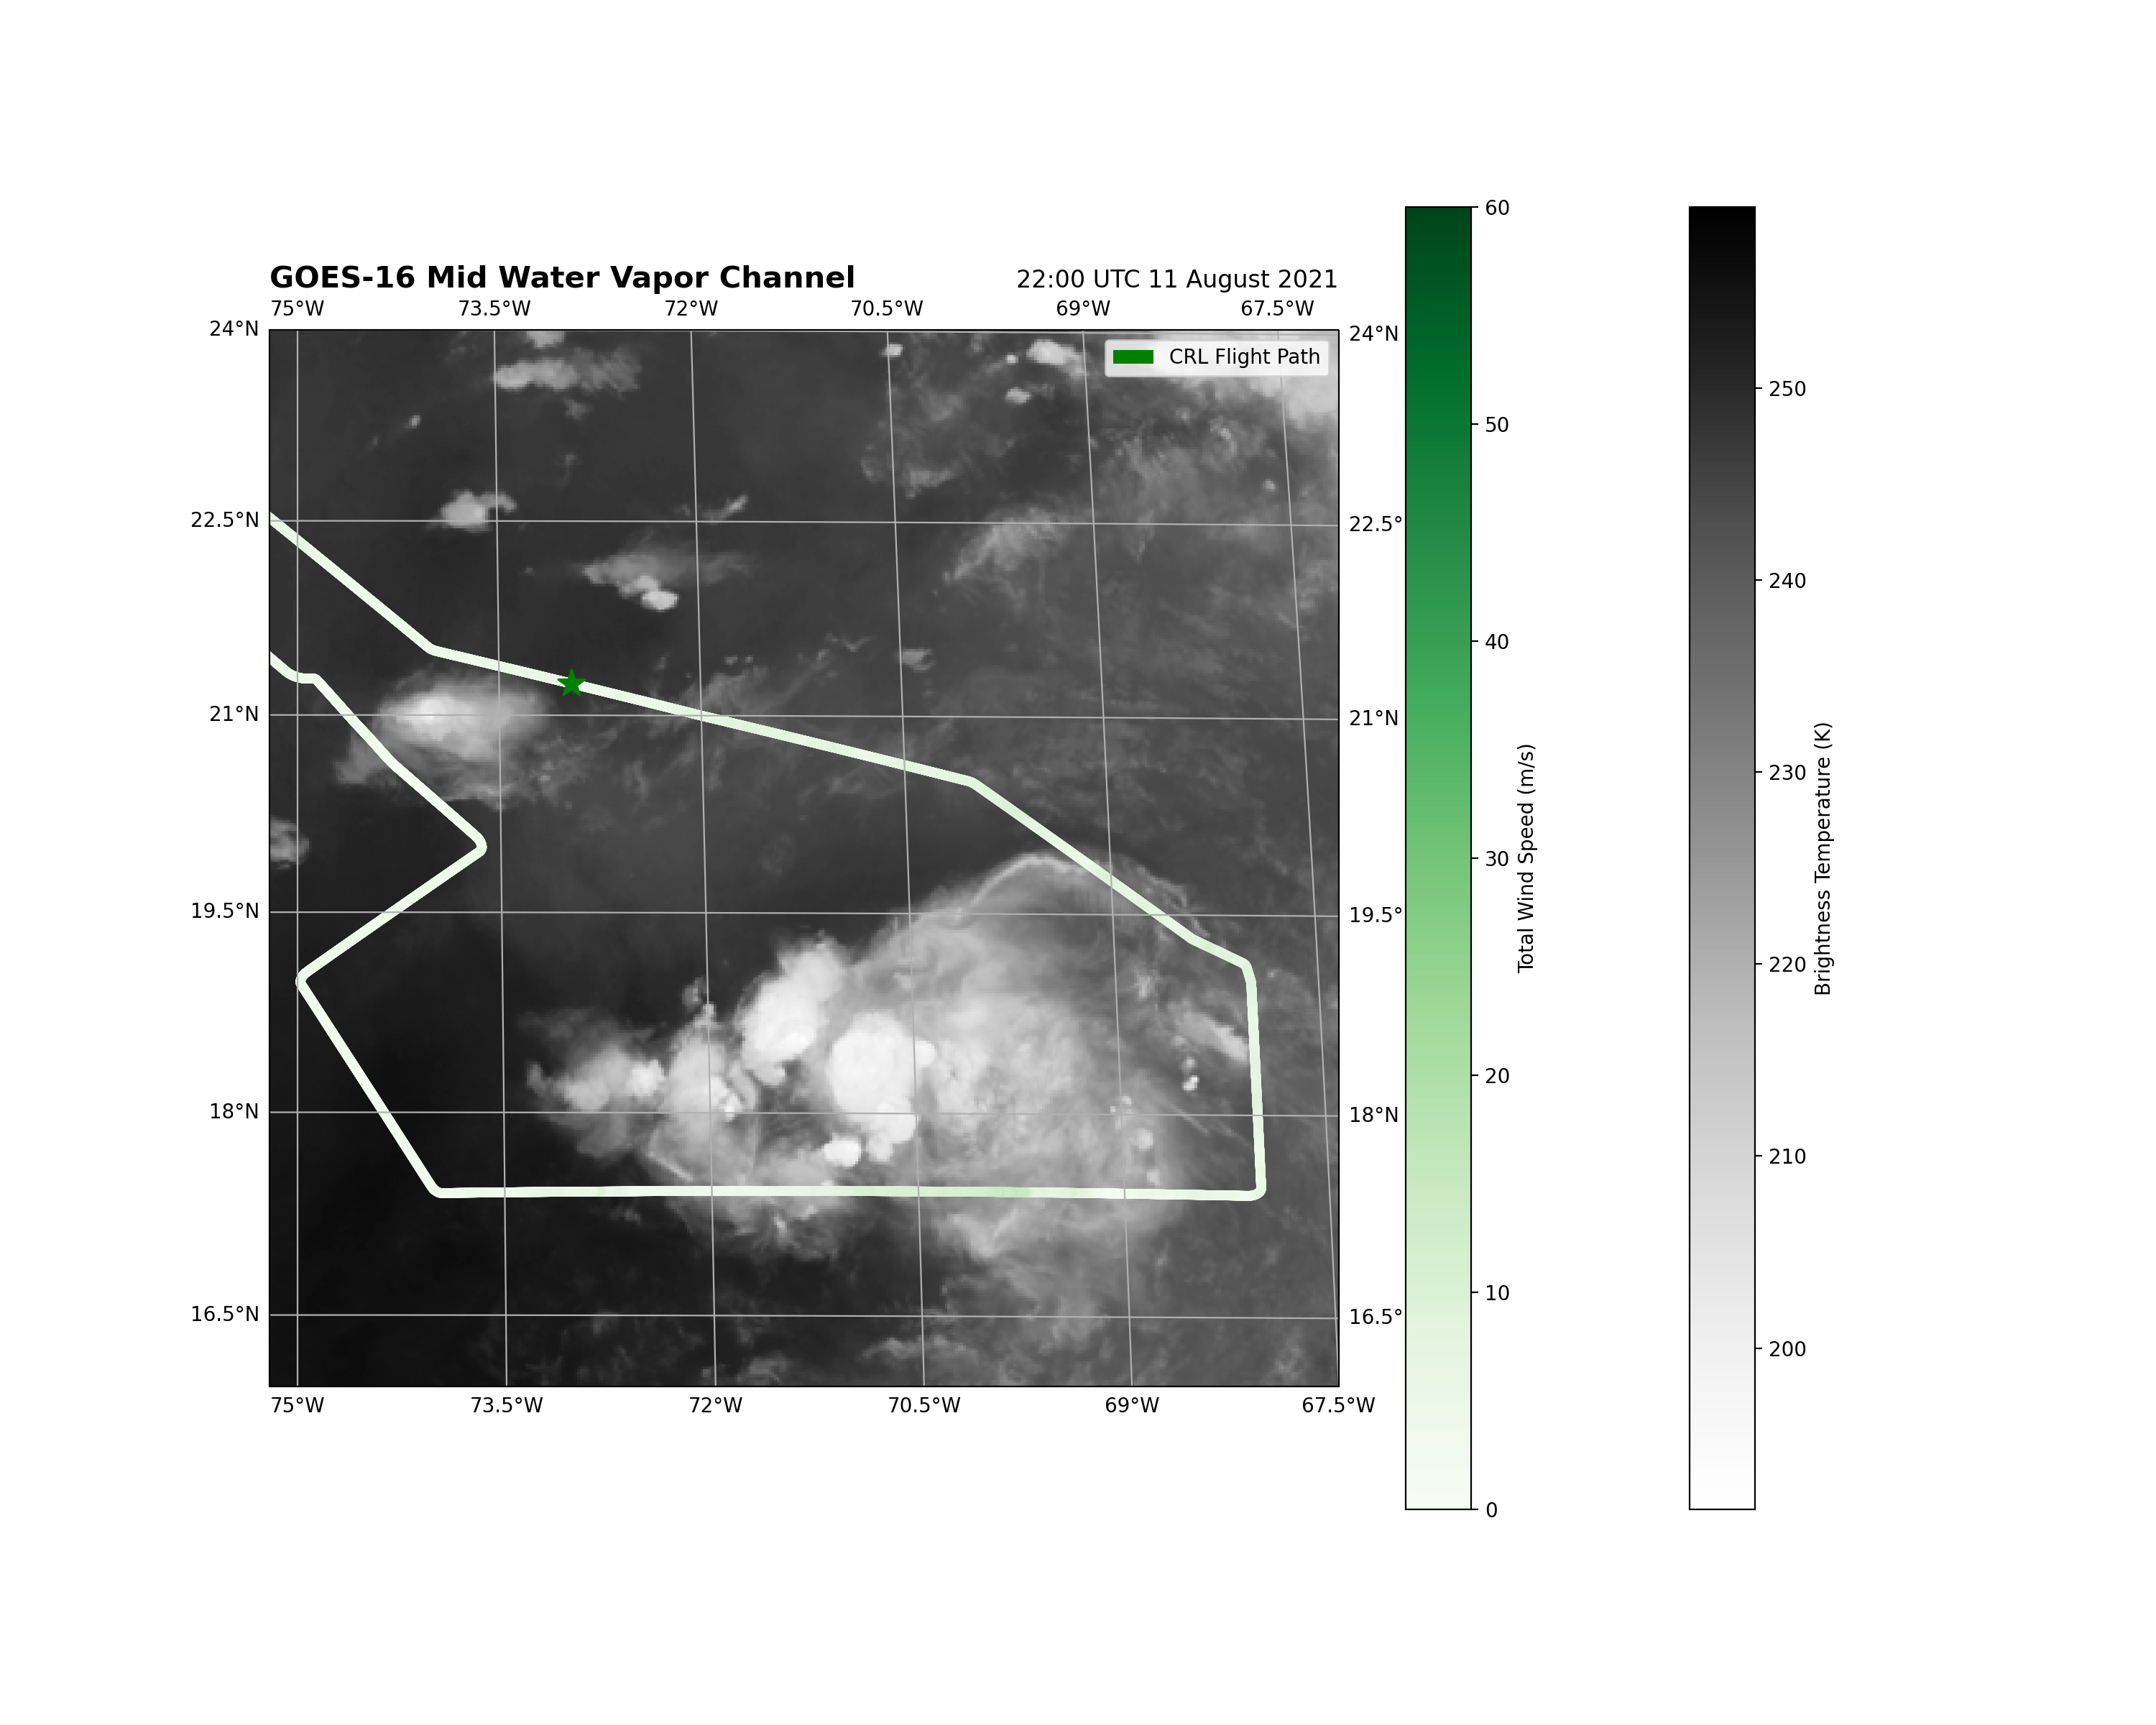 GOES-16 Mid Water Vapor Channel
22:00 UTC 11 August 2021
75°W 73.5°W 72°W 70.5°W 69°W 67.5°W
CRL Flight Path
24°N
22.5°N
21°N
19.5°N
18°N
16.5°N
24°N
22.5°
21°N
19.5°
18°N
16.5°
75°W 73.5°W 72°W 70.5°W 69°W 67.5°W
60
50
40
30
20
10
0
Total Wind Speed (m/s)
250
240
230
220
210
200
Brightness Temperature (K)